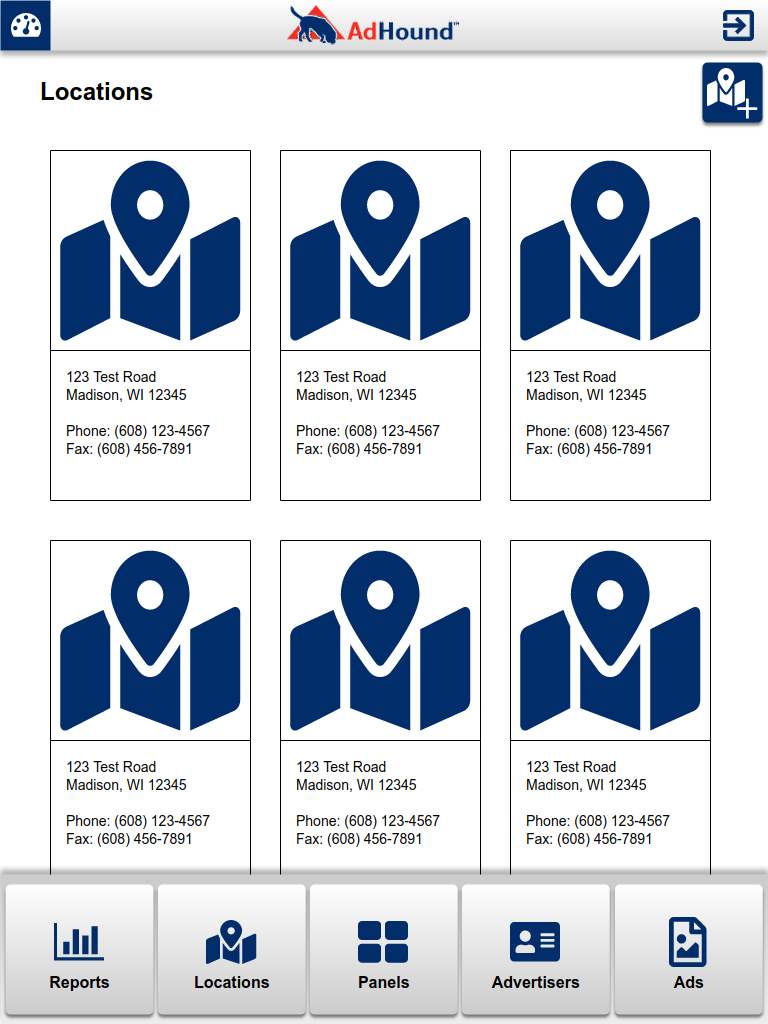 AdHound™
Locations
123 Test Road
Madison, WI 12345
Phone: (608) 123-4567
Fax: (608) 456-7891
123 Test Road
Madison, WI 12345
Phone: (608) 123-4567
Fax: (608) 456-7891
123 Test Road
Madison, WI 12345
Phone: (608) 123-4567
Fax: (608) 456-7891
123 Test Road
Madison, WI 12345
Phone: (608) 123-4567
Fax: (608) 456-7891
123 Test Road
Madison, WI 12345
Phone: (608) 123-4567
Fax: (608) 456-7891
123 Test Road
Madison, WI 12345
Phone: (608) 123-4567
Fax: (608) 456-7891
Reports
Locations
Panels
Advertisers
Ads